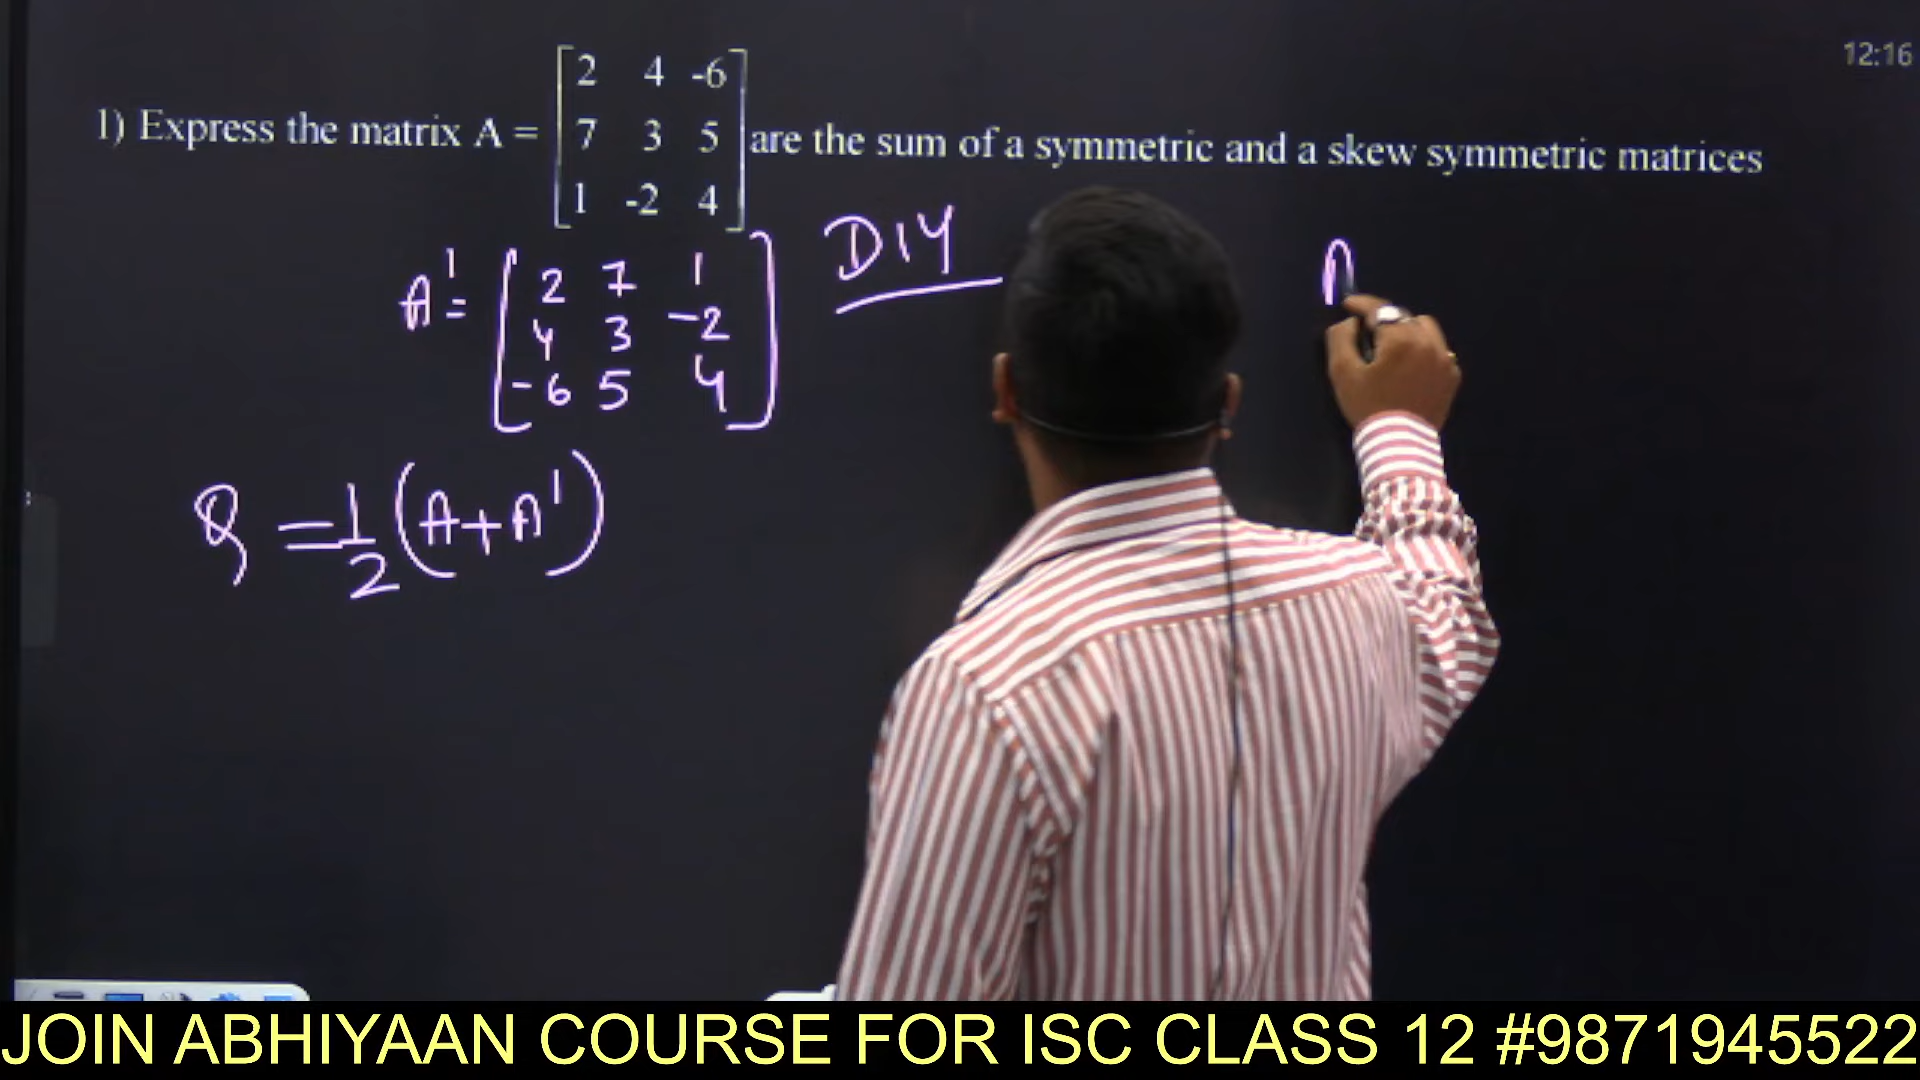 12:16
1) Express the matrix A = [2 4 -6
7 3 5
1 -2 4] are the sum of a symmetric and a skew symmetric matrices
DIY
A' = [2 7 1
4 3 -2
-6 5 4]
= 1/2 (A + A')
A
JOIN ABHIYAAN COURSE FOR ISC CLASS 12 #9871945522